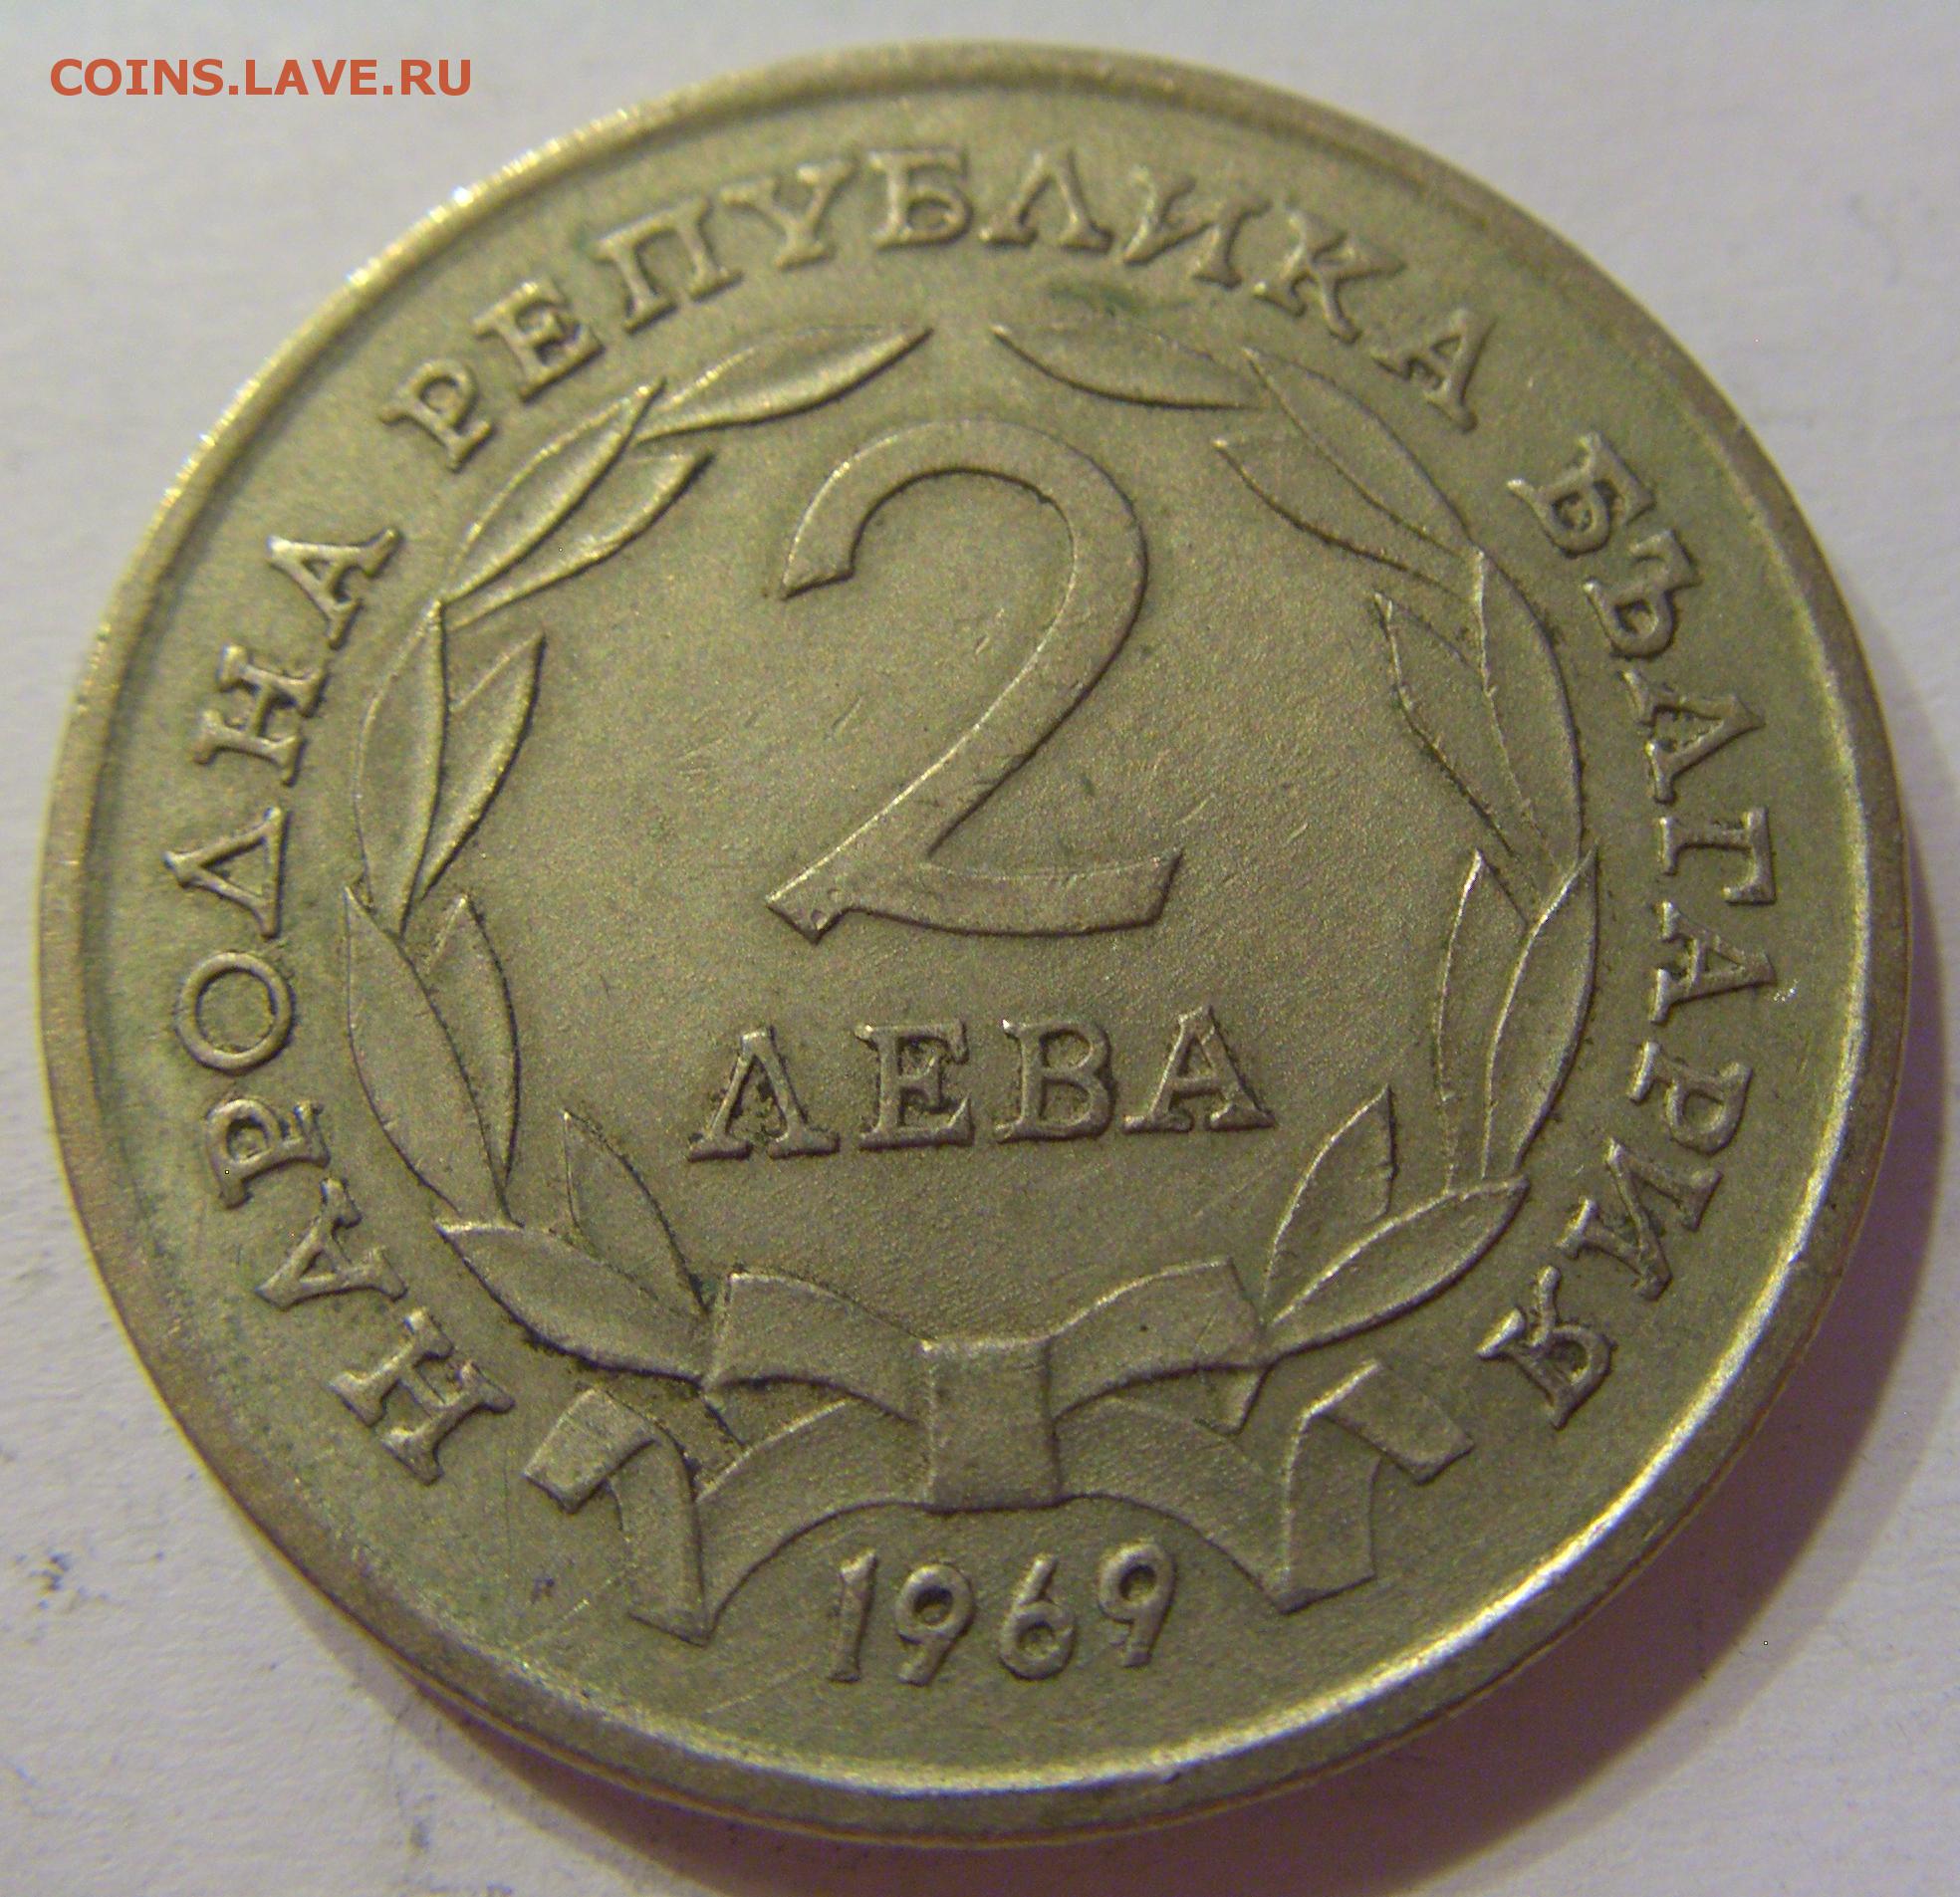 COINS.LAVE.RU
НАРОДНА РЕПУБЛИКА БЪЛГАРИЯ
2
ЛЕВА
1969